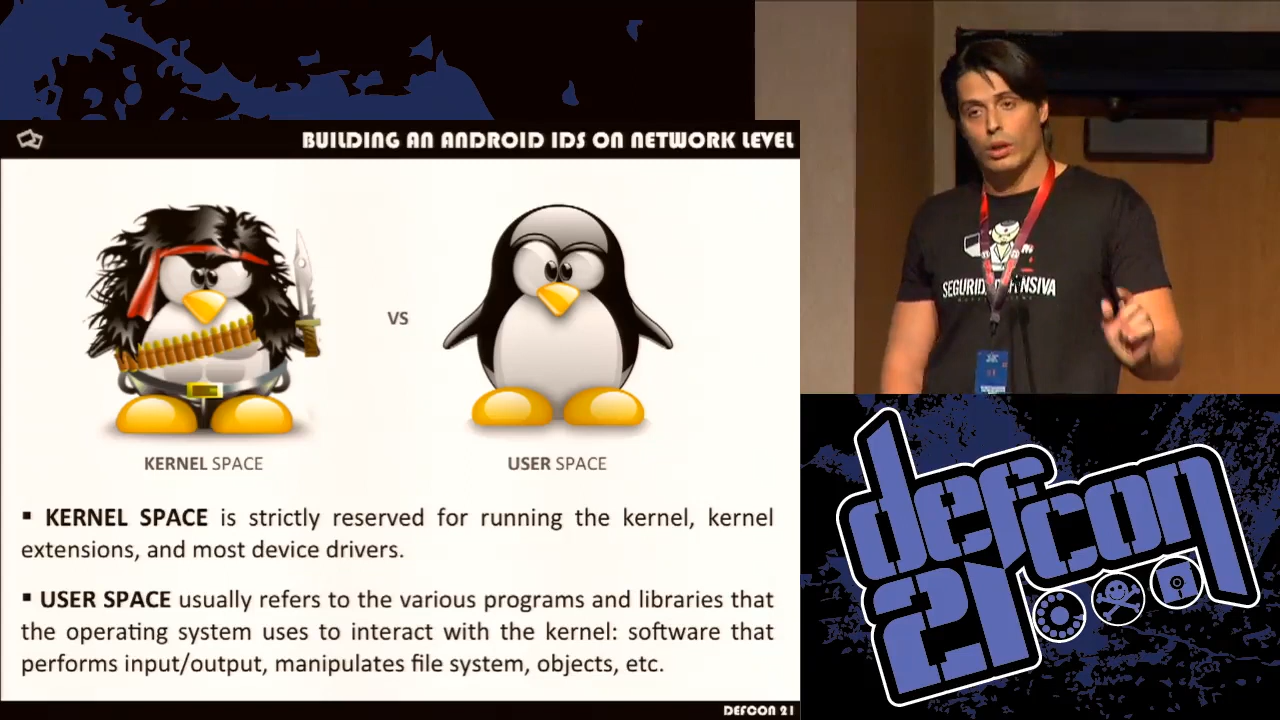 BUILDING AN ANDROID IDS ON NETWORK LEVEL
VS
KERNEL SPACE
USER SPACE
▪ KERNEL SPACE is strictly reserved for running the kernel, kernel
extensions, and most device drivers.
▪ USER SPACE usually refers to the various programs and libraries that
the operating system uses to interact with the kernel: software that
performs input/output, manipulates file system, objects, etc.
DEFCON 21
defcon
21